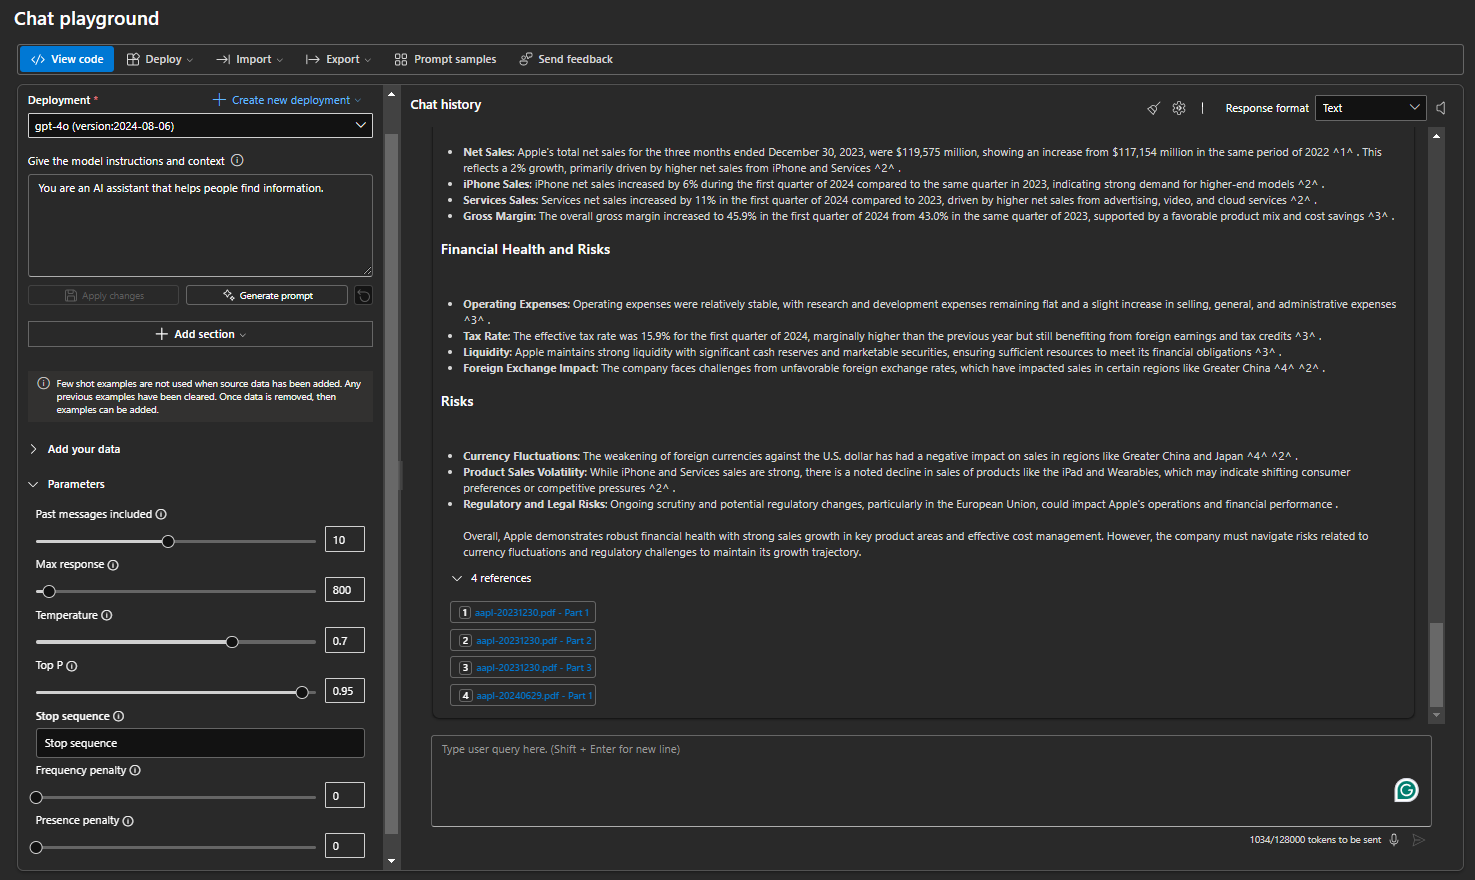 Chat playground
View code
Deploy
Import
Export
Prompt samples
Send feedback
Deployment *
Create new deployment
gpt-4o (version:2024-08-06)
Give the model instructions and context
You are an AI assistant that helps people find information.
Apply changes
Generate prompt
Add section
Few shot examples are not used when source data has been added. Any
previous examples have been cleared. Once data is removed, then
examples can be added.
Add your data
Parameters
Past messages included
10
Max response
800
Temperature
0.7
Top P
0.95
Stop sequence
Stop sequence
Frequency penalty
0
Presence penalty
0
Chat history
Response format
Text
• Net Sales: Apple's total net sales for the three months ended December 30, 2023, were $119,575 million, showing an increase from $117,154 million in the same period of 2022 ^1^ . This
reflects a 2% growth, primarily driven by higher net sales from iPhone and Services ^2^ .
• iPhone Sales: iPhone net sales increased by 6% during the first quarter of 2024 compared to the same quarter in 2023, indicating strong demand for higher-end models ^2^ .
• Services Sales: Services net sales increased by 11% in the first quarter of 2024 compared to 2023, driven by higher net sales from advertising, video, and cloud services ^2^ .
• Gross Margin: The overall gross margin increased to 45.9% in the first quarter of 2024 from 43.0% in the same quarter of 2023, supported by a favorable product mix and cost savings ^3^ .
Financial Health and Risks
• Operating Expenses: Operating expenses were relatively stable, with research and development expenses remaining flat and a slight increase in selling, general, and administrative expenses
^3^ .
• Tax Rate: The effective tax rate was 15.9% for the first quarter of 2024, marginally higher than the previous year but still benefiting from foreign earnings and tax credits ^3^ .
• Liquidity: Apple maintains strong liquidity with significant cash reserves and marketable securities, ensuring sufficient resources to meet its financial obligations ^3^ .
• Foreign Exchange Impact: The company faces challenges from unfavorable foreign exchange rates, which have impacted sales in certain regions like Greater China ^4^ ^2^ .
Risks
• Currency Fluctuations: The weakening of foreign currencies against the U.S. dollar has had a negative impact on sales in regions like Greater China and Japan ^4^ ^2^ .
• Product Sales Volatility: While iPhone and Services sales are strong, there is a noted decline in sales of products like the iPad and Wearables, which may indicate shifting consumer
preferences or competitive pressures ^2^ .
• Regulatory and Legal Risks: Ongoing scrutiny and potential regulatory changes, particularly in the European Union, could impact Apple's operations and financial performance .
Overall, Apple demonstrates robust financial health with strong sales growth in key product areas and effective cost management. However, the company must navigate risks related to
currency fluctuations and regulatory challenges to maintain its growth trajectory.
4 references
1 aapl-20231230.pdf - Part 1
2 aapl-20231230.pdf - Part 2
3 aapl-20231230.pdf - Part 3
4 aapl-20240629.pdf - Part 1
Type user query here. (Shift + Enter for new line)
1034/128000 tokens to be sent